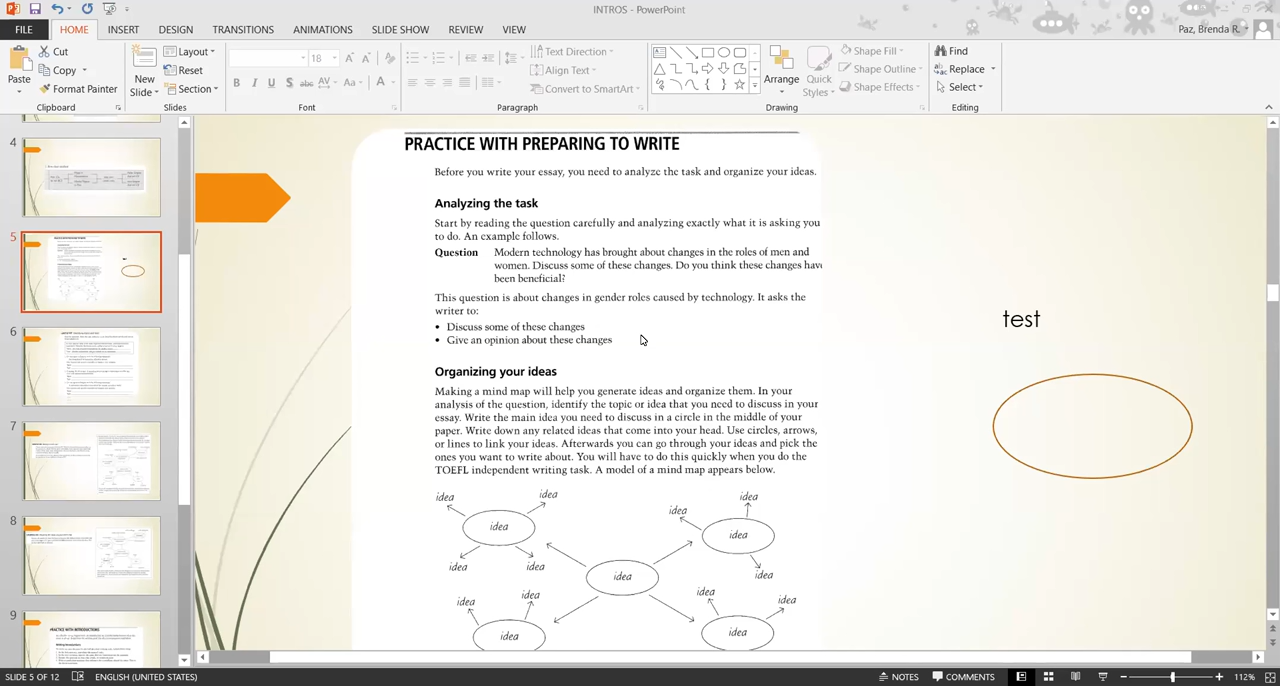 INTROS - PowerPoint
FILE HOME INSERT DESIGN TRANSITIONS ANIMATIONS SLIDE SHOW REVIEW VIEW Paz, Brenda R.
Paste
Cut
Copy
Format Painter
Clipboard
New Slide
Layout
Reset
Section
Slides
18
Font
Text Direction
Align Text
Convert to SmartArt
Paragraph
Arrange
Quick Styles
Shape Fill
Shape Outline
Shape Effects
Drawing
Find
Replace
Select
Editing
4
5
6
7
8
9
PRACTICE WITH PREPARING TO WRITE
Before you write your essay, you need to analyze the task and organize your ideas.
Analyzing the task
Start by reading the question carefully and analyzing exactly what it is asking you
to do. An example follows.
Question Modern technology has brought about changes in the roles of men and
women. Discuss some of these changes. Do you think these changes have
been beneficial?
This question is about changes in gender roles caused by technology. It asks the
writer to:
• Discuss some of these changes
• Give an opinion about these changes
Organizing your ideas
Making a mind map will help you generate ideas and organize them. In your
analysis of the question, identify the topic or idea that you need to discuss in your
essay. Write the main idea you need to discuss in a circle in the middle of your
paper. Write down any related ideas that come into your head. Use circles, arrows,
or lines to link your ideas. Afterwards you can go through your ideas and pick the
ones you want to write about. You will have to do this quickly when you do the
TOEFL independent writing task. A model of a mind map appears below.
idea idea idea
idea
idea idea
idea idea idea
idea
idea idea idea idea
idea idea
test
SLIDE 5 OF 12 ENGLISH (UNITED STATES) NOTES COMMENTS 112%